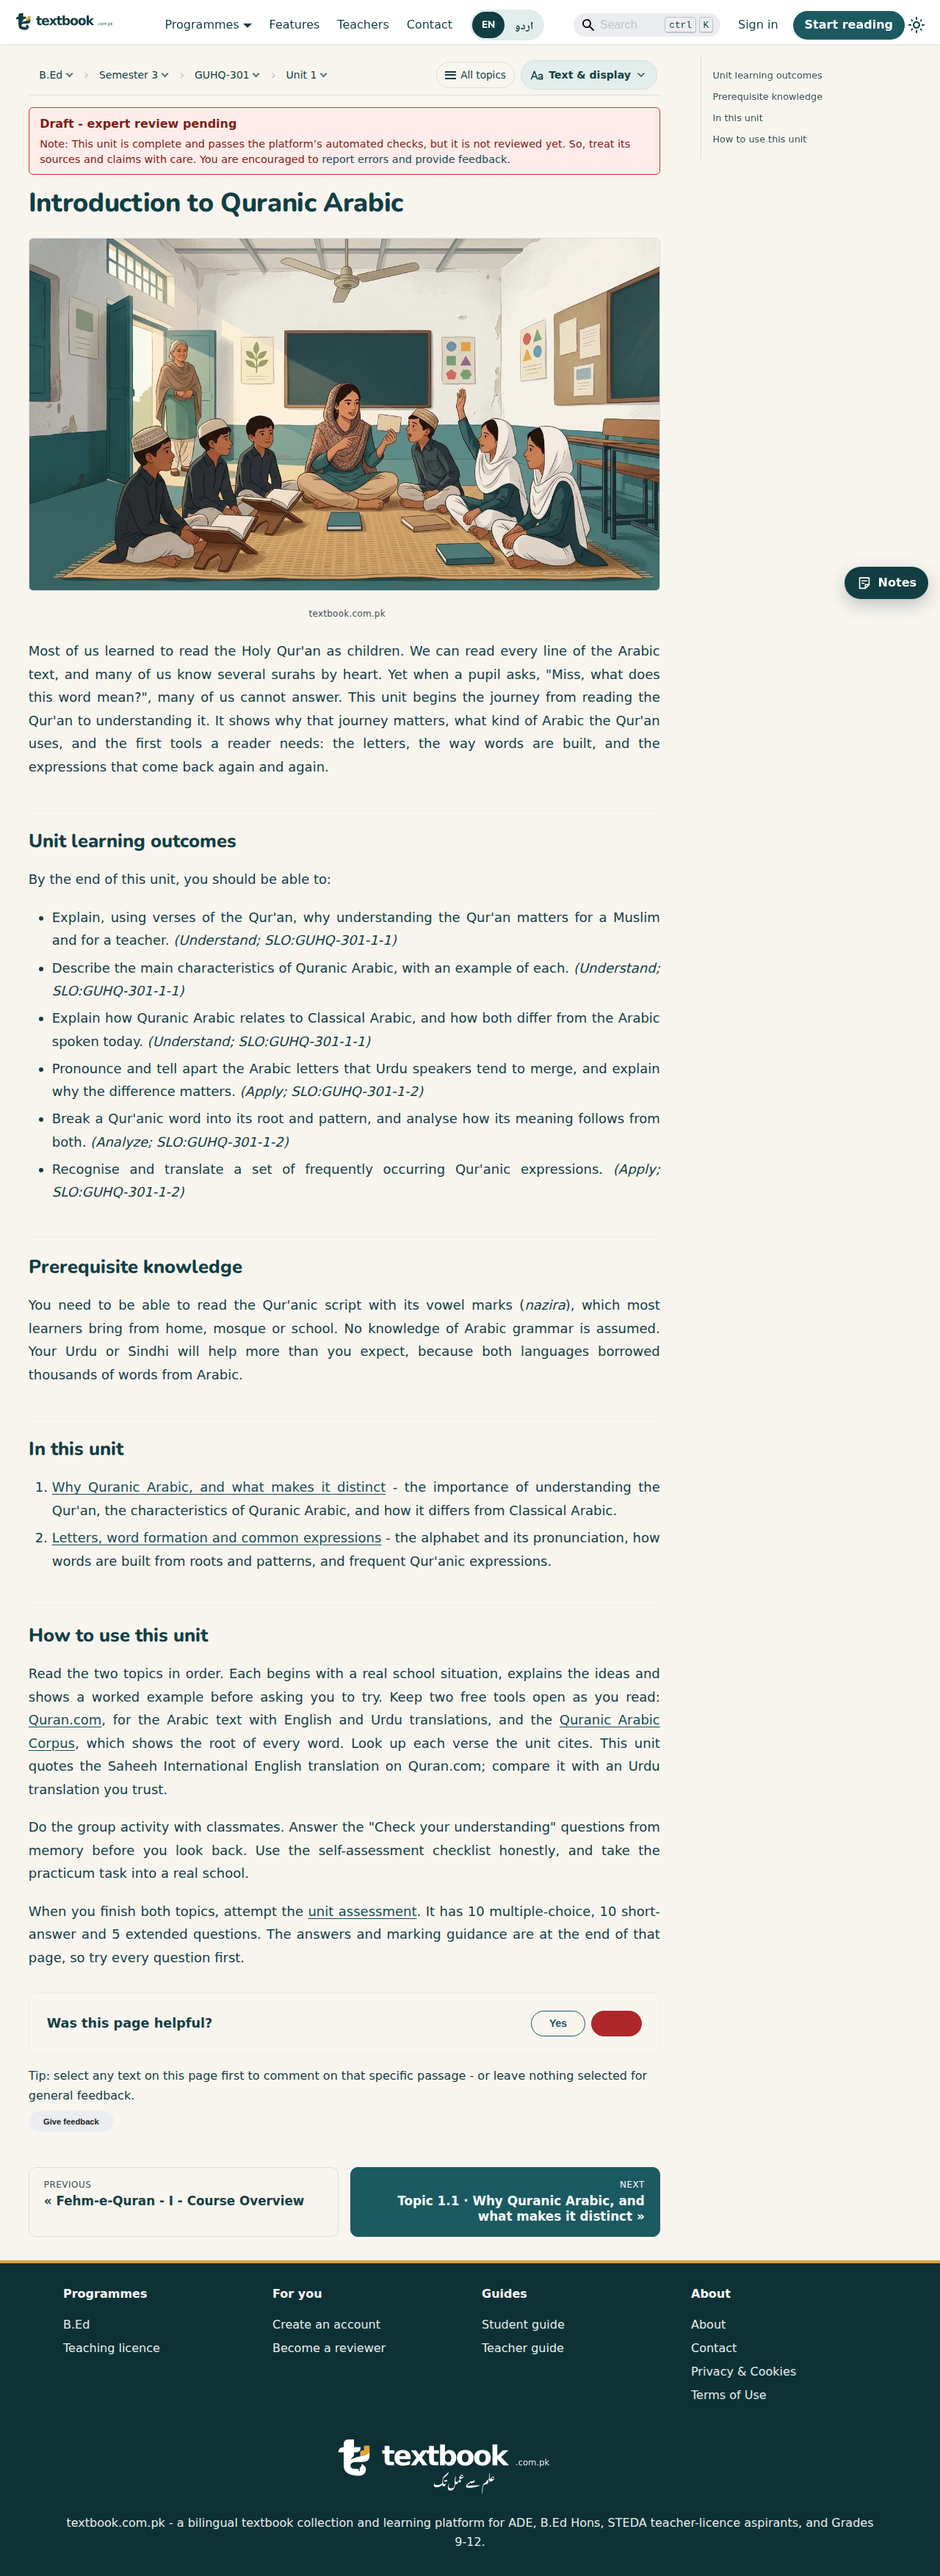 textbook .com.pk
Programmes
Features
Teachers
Contact
EN
اردو
Search
ctrl
K
Sign in
Start reading
B.Ed
Semester 3
GUHQ-301
Unit 1
All topics
Text & display
Unit learning outcomes
Prerequisite knowledge
In this unit
How to use this unit
Draft - expert review pending
Note: This unit is complete and passes the platform’s automated checks, but it is not reviewed yet. So, treat its
sources and claims with care. You are encouraged to report errors and provide feedback.
Introduction to Quranic Arabic
textbook.com.pk
Notes
Most of us learned to read the Holy Qur'an as children. We can read every line of the Arabic
text, and many of us know several surahs by heart. Yet when a pupil asks, "Miss, what does
this word mean?", many of us cannot answer. This unit begins the journey from reading the
Qur'an to understanding it. It shows why that journey matters, what kind of Arabic the Qur'an
uses, and the first tools a reader needs: the letters, the way words are built, and the
expressions that come back again and again.
Unit learning outcomes
By the end of this unit, you should be able to:
• Explain, using verses of the Qur'an, why understanding the Qur'an matters for a Muslim
and for a teacher. (Understand; SLO:GUHQ-301-1-1)
• Describe the main characteristics of Quranic Arabic, with an example of each. (Understand;
SLO:GUHQ-301-1-1)
• Explain how Quranic Arabic relates to Classical Arabic, and how both differ from the Arabic
spoken today. (Understand; SLO:GUHQ-301-1-1)
• Pronounce and tell apart the Arabic letters that Urdu speakers tend to merge, and explain
why the difference matters. (Apply; SLO:GUHQ-301-1-2)
• Break a Qur'anic word into its root and pattern, and analyse how its meaning follows from
both. (Analyze; SLO:GUHQ-301-1-2)
• Recognise and translate a set of frequently occurring Qur'anic expressions. (Apply;
SLO:GUHQ-301-1-2)
Prerequisite knowledge
You need to be able to read the Qur'anic script with its vowel marks (nazira), which most
learners bring from home, mosque or school. No knowledge of Arabic grammar is assumed.
Your Urdu or Sindhi will help more than you expect, because both languages borrowed
thousands of words from Arabic.
In this unit
1. Why Quranic Arabic, and what makes it distinct - the importance of understanding the
Qur'an, the characteristics of Quranic Arabic, and how it differs from Classical Arabic.
2. Letters, word formation and common expressions - the alphabet and its pronunciation, how
words are built from roots and patterns, and frequent Qur'anic expressions.
How to use this unit
Read the two topics in order. Each begins with a real school situation, explains the ideas and
shows a worked example before asking you to try. Keep two free tools open as you read:
Quran.com, for the Arabic text with English and Urdu translations, and the Quranic Arabic
Corpus, which shows the root of every word. Look up each verse the unit cites. This unit
quotes the Saheeh International English translation on Quran.com; compare it with an Urdu
translation you trust.
Do the group activity with classmates. Answer the "Check your understanding" questions from
memory before you look back. Use the self-assessment checklist honestly, and take the
practicum task into a real school.
When you finish both topics, attempt the unit assessment. It has 10 multiple-choice, 10 short-
answer and 5 extended questions. The answers and marking guidance are at the end of that
page, so try every question first.
Was this page helpful?
Yes
Tip: select any text on this page first to comment on that specific passage - or leave nothing selected for
general feedback.
Give feedback
PREVIOUS
« Fehm-e-Quran - I - Course Overview
NEXT
Topic 1.1 · Why Quranic Arabic, and
what makes it distinct »
Programmes
B.Ed
Teaching licence
For you
Create an account
Become a reviewer
Guides
Student guide
Teacher guide
About
About
Contact
Privacy & Cookies
Terms of Use
textbook .com.pk
علم سے عمل تک
textbook.com.pk - a bilingual textbook collection and learning platform for ADE, B.Ed Hons, STEDA teacher-licence aspirants, and Grades
9-12.